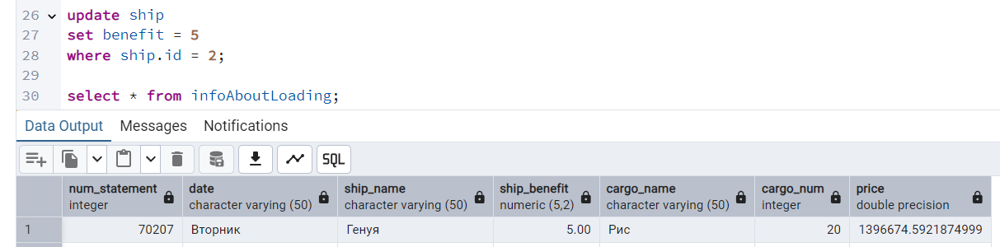 26 update ship
27 set benefit = 5
28 where ship.id = 2;
29
30 select * from infoAboutLoading;
Data Output Messages Notifications
SQL
num_statement date ship_name ship_benefit cargo_name cargo_num price
integer character varying (50) character varying (50) numeric (5,2) character varying (50) integer double precision
1 70207 Вторник Генуя 5.00 Рис 20 1396674.5921874999